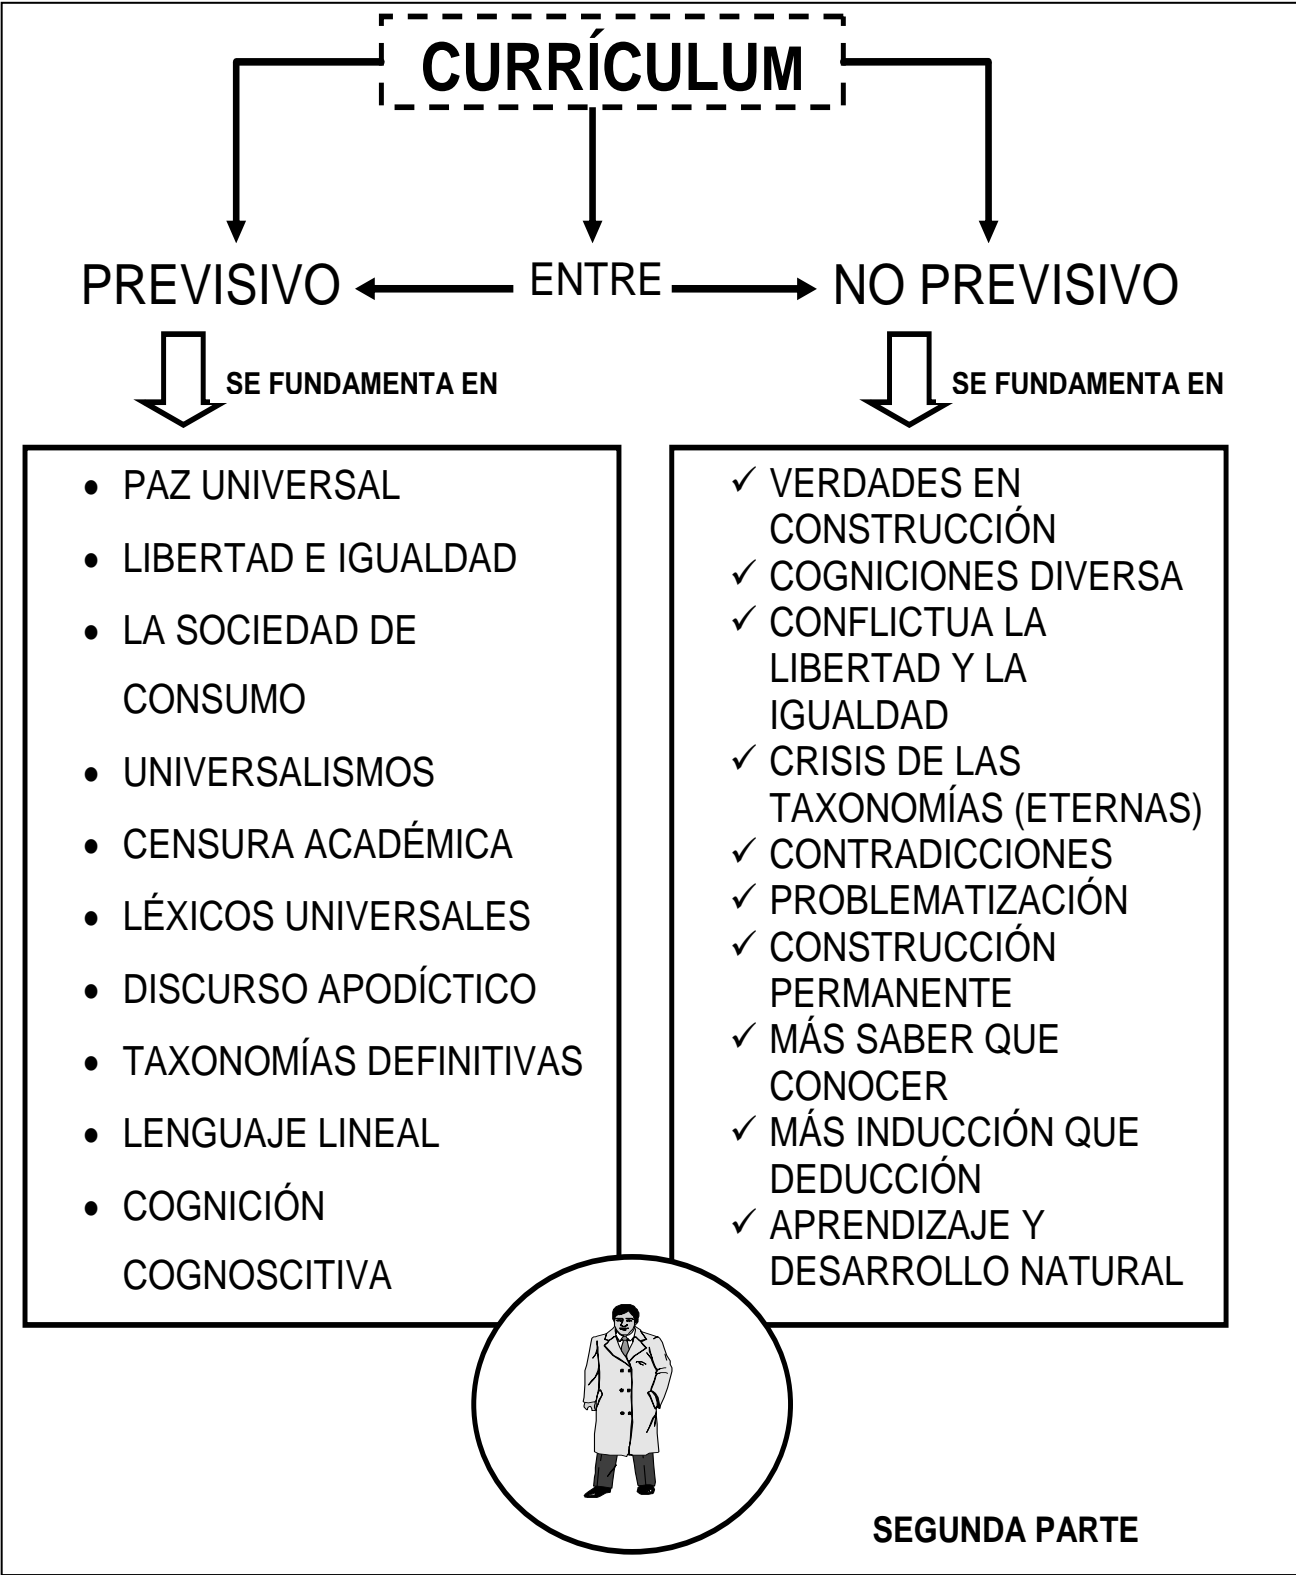 CURRÍCULUM
PREVISIVO
ENTRE
NO PREVISIVO
SE FUNDAMENTA EN
SE FUNDAMENTA EN
PAZ UNIVERSAL
LIBERTAD E IGUALDAD
LA SOCIEDAD DE
CONSUMO
UNIVERSALISMOS
CENSURA ACADÉMICA
LÉXICOS UNIVERSALES
DISCURSO APODÍCTICO
TAXONOMÍAS DEFINITIVAS
LENGUAJE LINEAL
COGNICIÓN
COGNOSCITIVA
VERDADES EN
CONSTRUCCIÓN
COGNICIONES DIVERSA
CONFLICTUA LA
LIBERTAD Y LA
IGUALDAD
CRISIS DE LAS
TAXONOMÍAS (ETERNAS)
CONTRADICCIONES
PROBLEMATIZACIÓN
CONSTRUCCIÓN
PERMANENTE
MÁS SABER QUE
CONOCER
MÁS INDUCCIÓN QUE
DEDUCCIÓN
APRENDIZAJE Y
DESARROLLO NATURAL
SEGUNDA PARTE